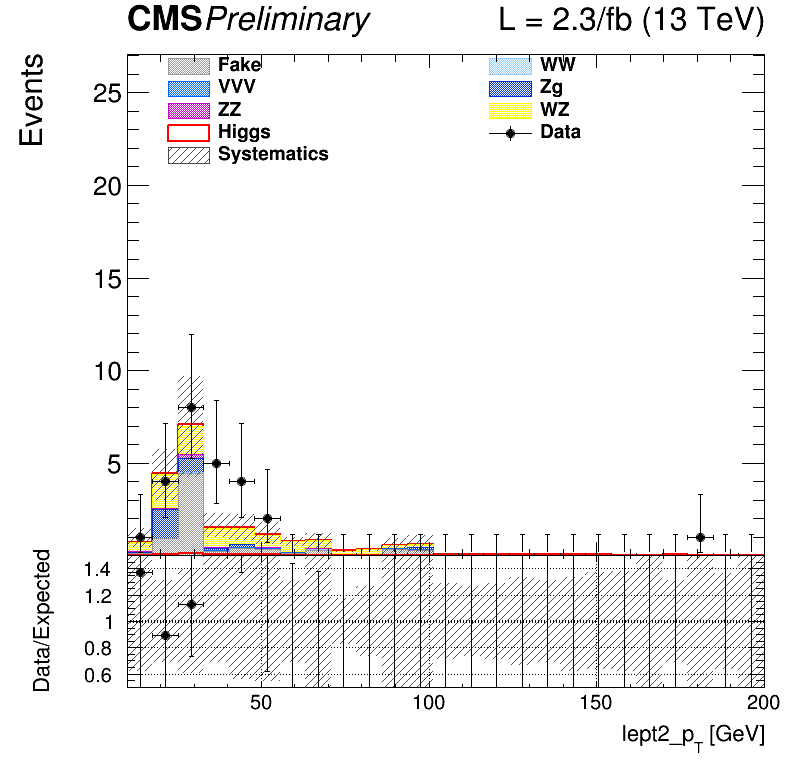 CMS Preliminary L = 2.3/fb (13 TeV)
Events
25
20
15
10
5
Fake WW
VVV Zg
ZZ WZ
Higgs Data
Systematics
Data/Expected
1.4
1.2
1
0.8
0.6
50 100 150 200
lept2_p_T [GeV]